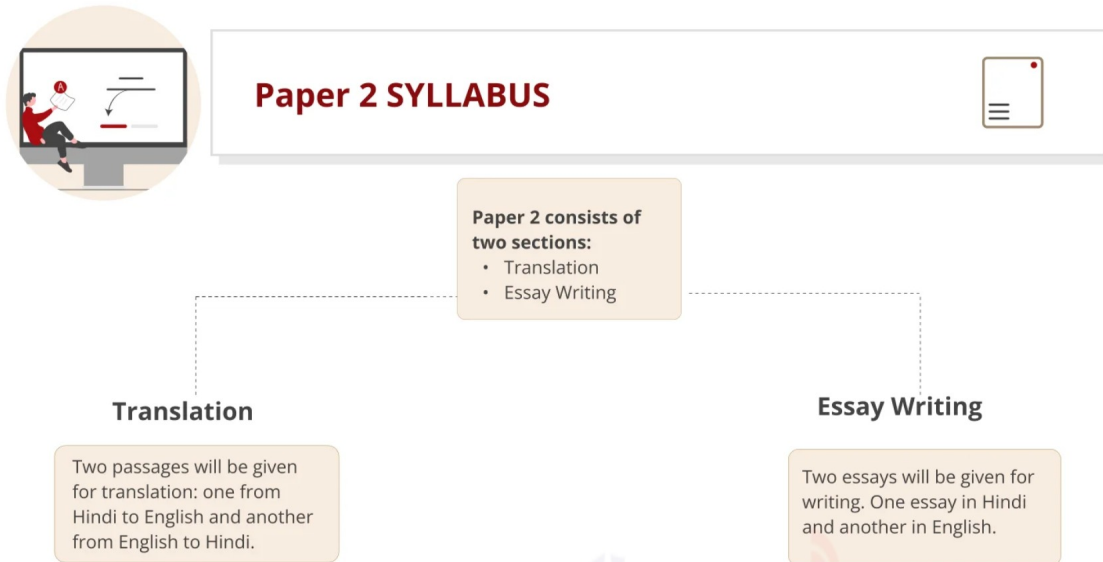 Paper 2 SYLLABUS
A
Paper 2 consists of
two sections:
• Translation
• Essay Writing
Translation
Two passages will be given
for translation: one from
Hindi to English and another
from English to Hindi.
Essay Writing
Two essays will be given for
writing. One essay in Hindi
and another in English.